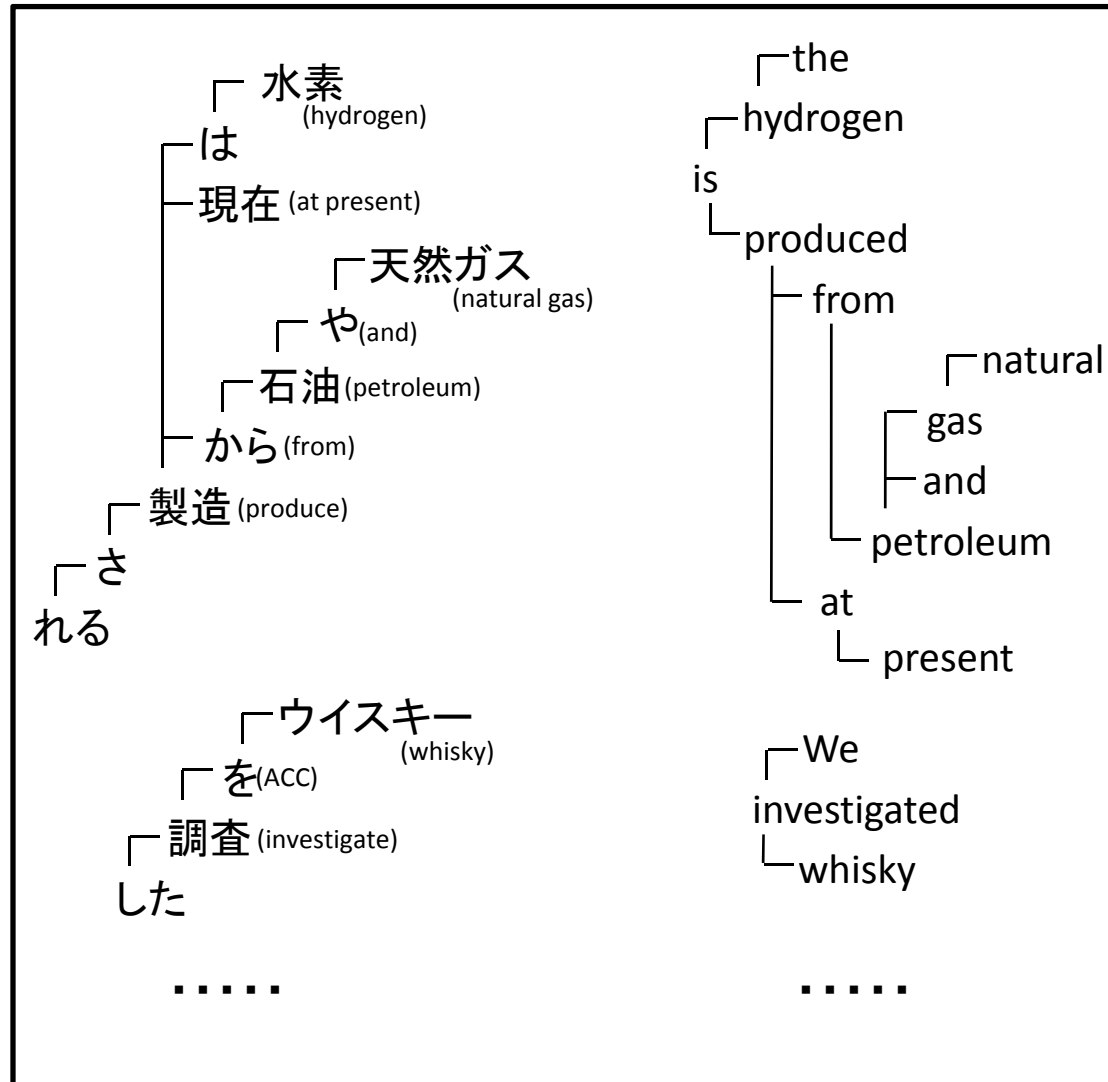 水素
(hydrogen)
は
現在 (at present)
天然ガス
(natural gas)
や(and)
石油(petroleum)
から(from)
製造(produce)
さ
れる
the
hydrogen
is
produced
from
natural
gas
and
petroleum
at
present
ウイスキー
(whisky)
を(ACC)
調査(investigate)
した
We
investigated
whisky
.....
.....